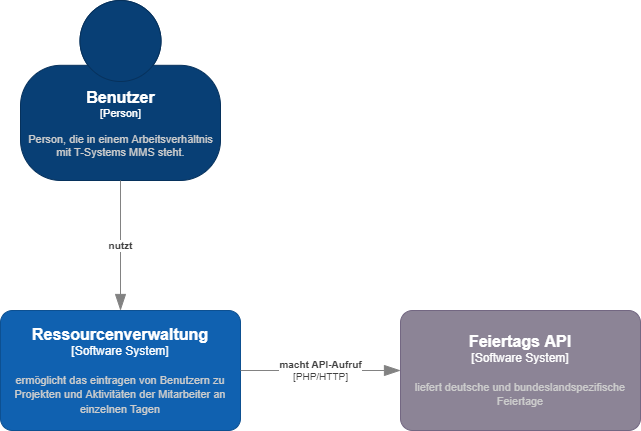 Benutzer
[Person]
Person, die in einem Arbeitsverhältnis
mit T-Systems MMS steht.
nutzt
Ressourcenverwaltung
[Software System]
ermöglicht das eintragen von Benutzern zu
Projekten und Aktivitäten der Mitarbeiter an
einzelnen Tagen
macht API-Aufruf
[PHP/HTTP]
Feiertags API
[Software System]
liefert deutsche und bundeslandspezifische
Feiertage